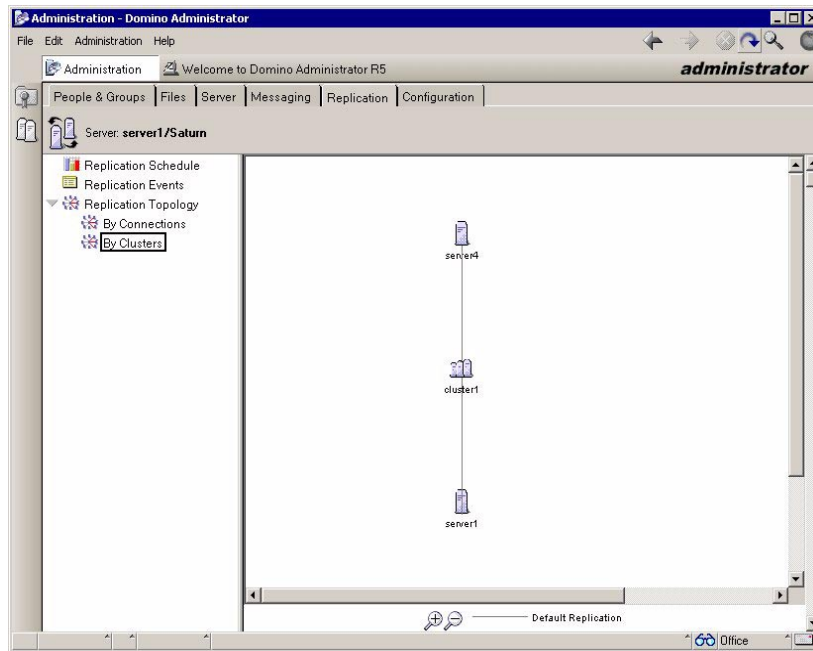 Administration - Domino Administrator
File Edit Administration Help
Administration Welcome to Domino Administrator R5 administrator
People & Groups Files Server Messaging Replication Configuration
Server: server1/Saturn
Replication Schedule
Replication Events
Replication Topology
By Connections
By Clusters
server4
cluster1
server1
Default Replication
Office